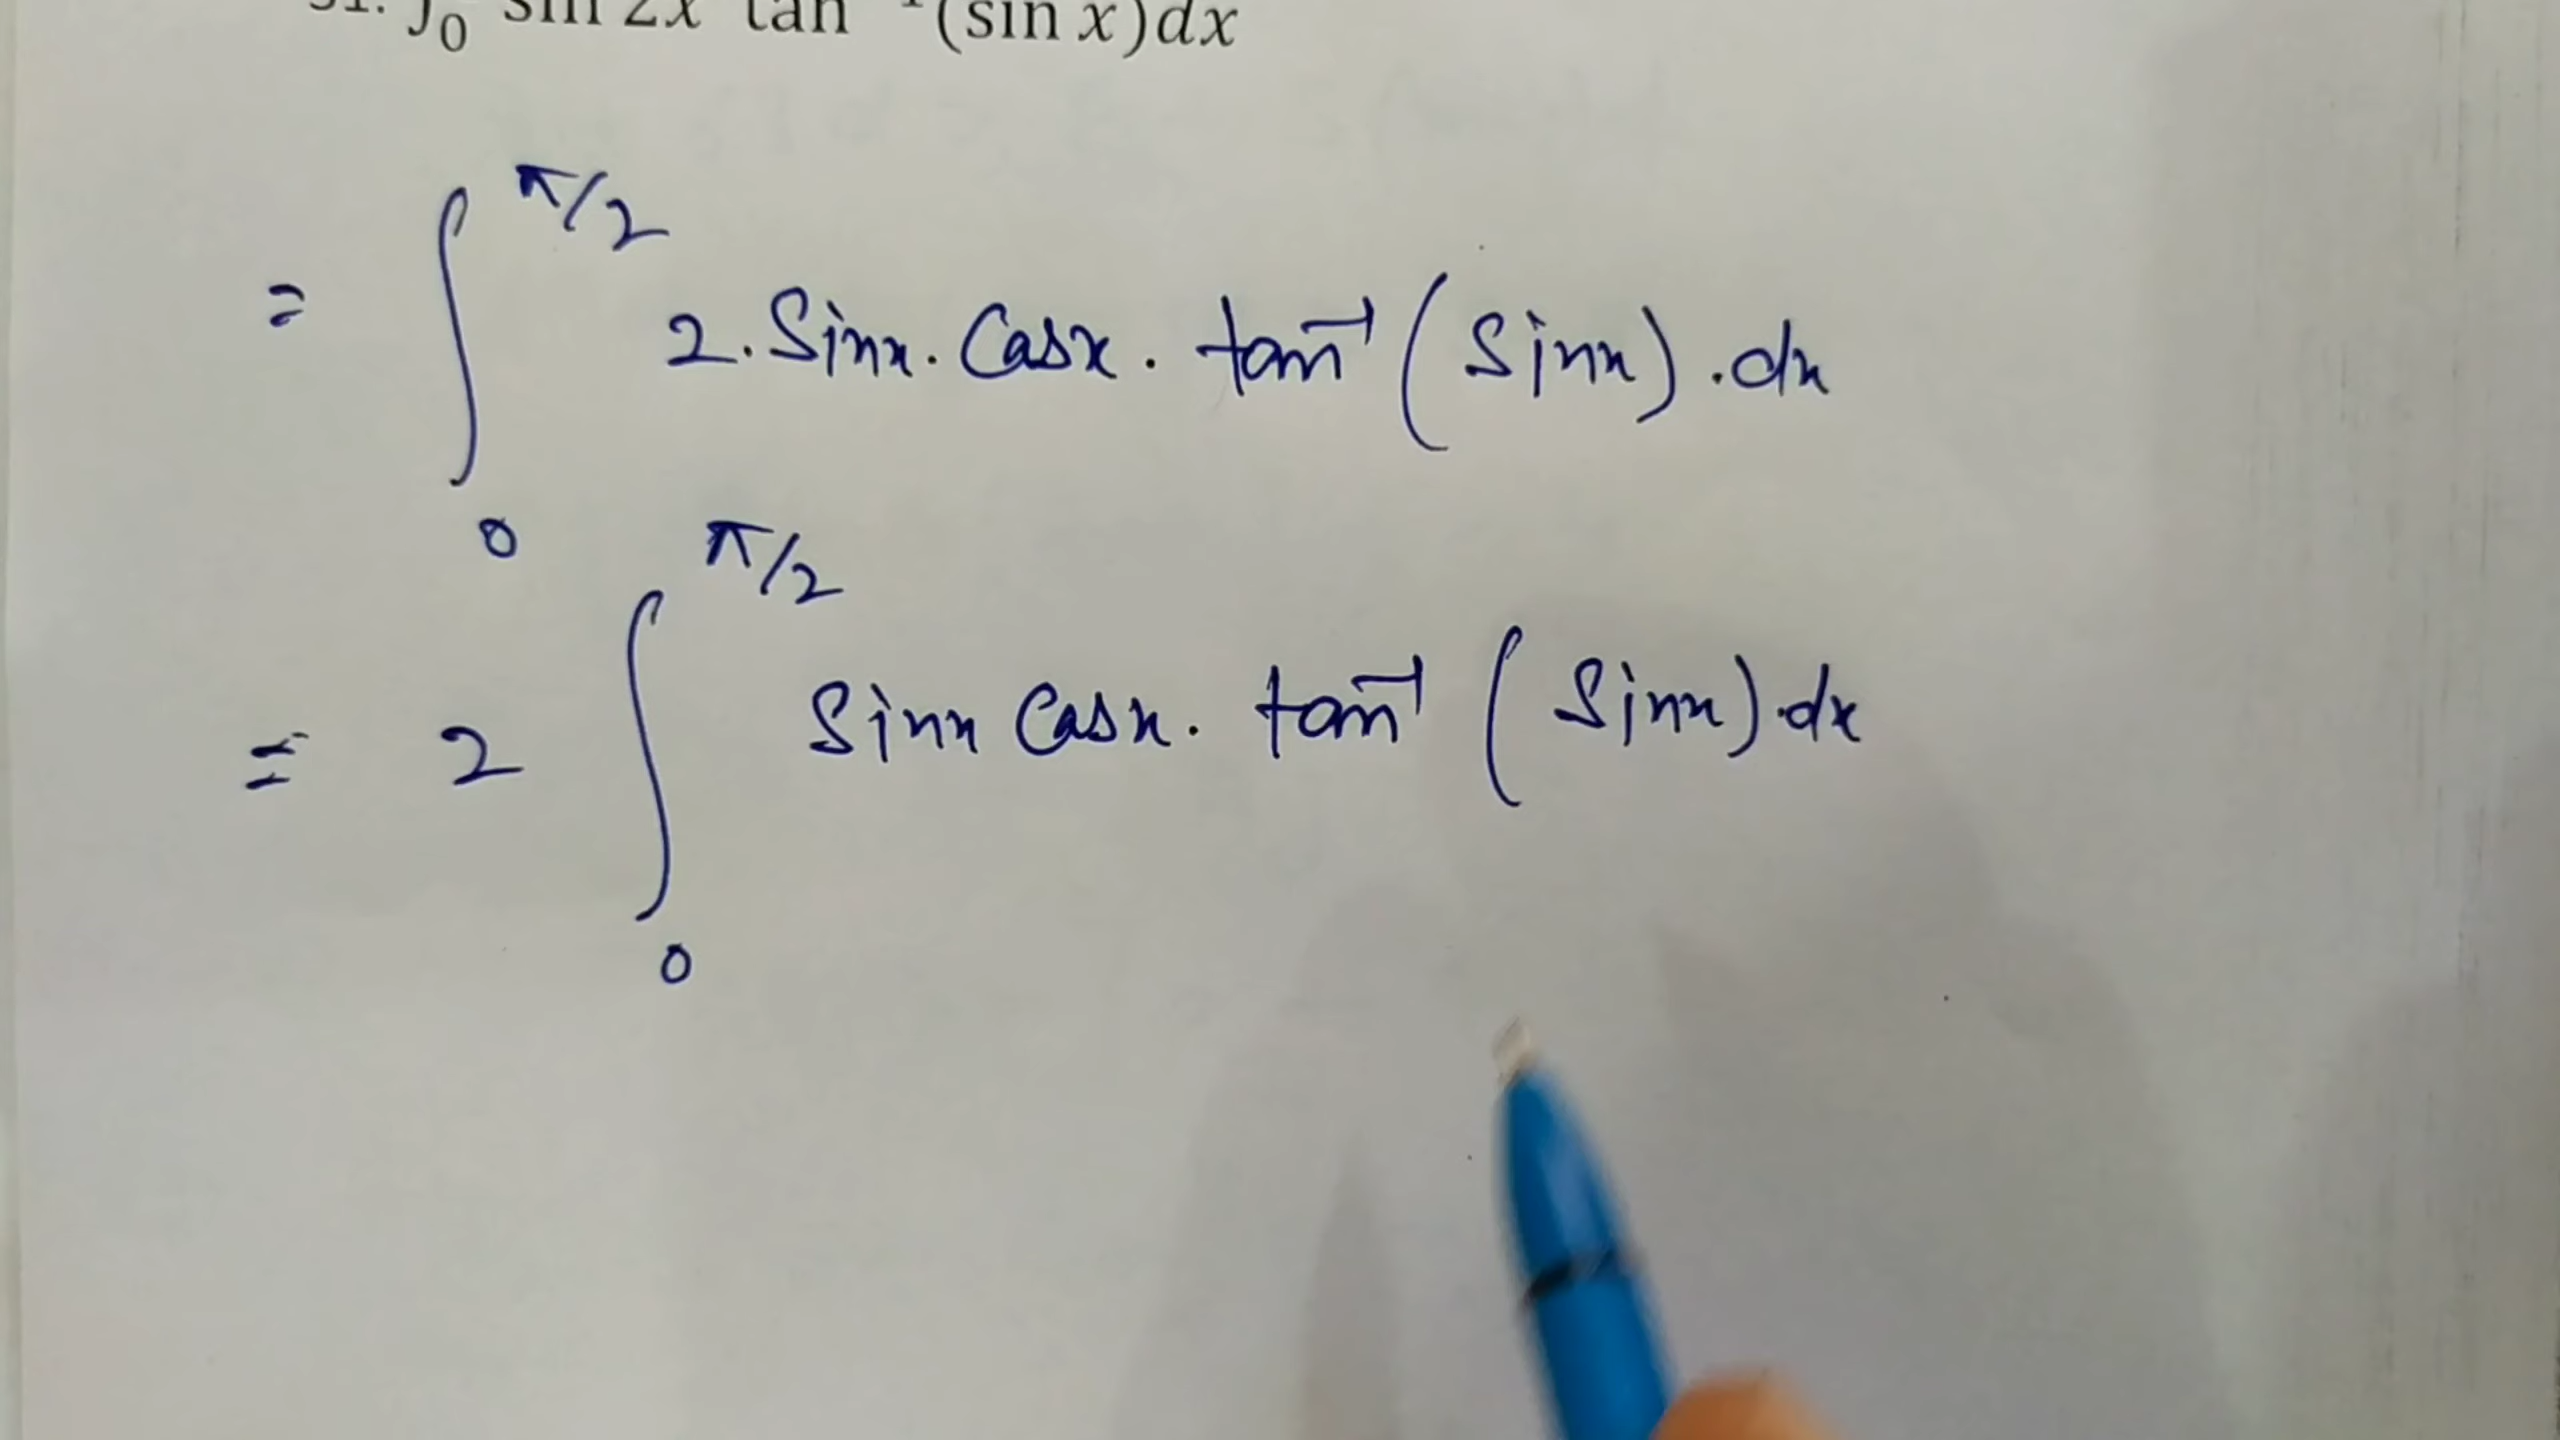 31. ∫₀ sin 2x tan⁻¹(sin x)dx
= ∫₀^π/2 2. Sinx. Cosx. tan⁻¹ (Sinx).dx
= 2 ∫₀^π/2 Sinx Cosx. tan⁻¹ (Sinx).dx